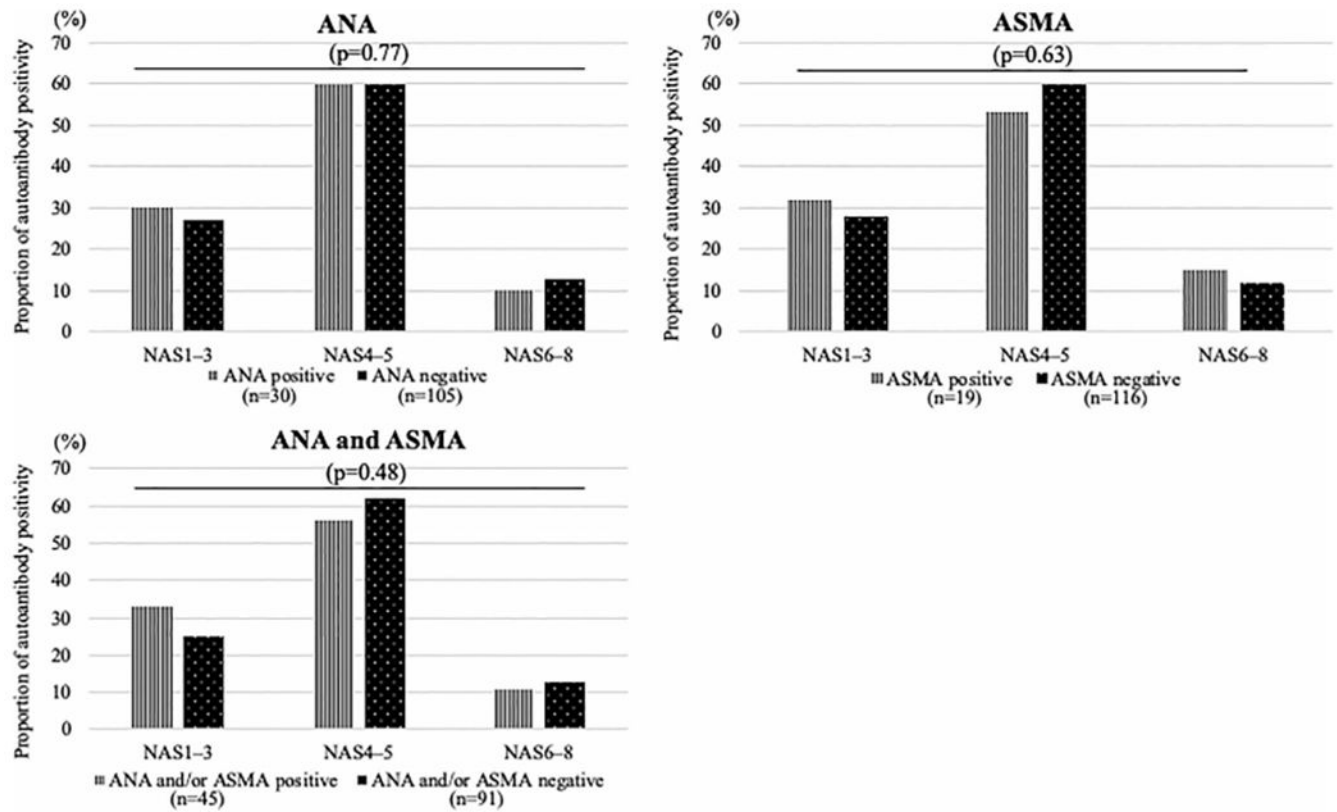 (%)
ANA
(p=0.77)
Proportion of autoantibody positivity
70
60
50
40
30
20
10
0
NAS1–3 NAS4–5 NAS6–8
ANA positive ANA negative
(n=30) (n=105)
(%)
ASMA
(p=0.63)
Proportion of autoantibody positivity
70
60
50
40
30
20
10
0
NAS1–3 NAS4–5 NAS6–8
ASMA positive ASMA negative
(n=19) (n=116)
(%)
ANA and ASMA
(p=0.48)
Proportion of autoantibody positivity
70
60
50
40
30
20
10
0
NAS1–3 NAS4–5 NAS6–8
ANA and/or ASMA positive ANA and/or ASMA negative
(n=45) (n=91)